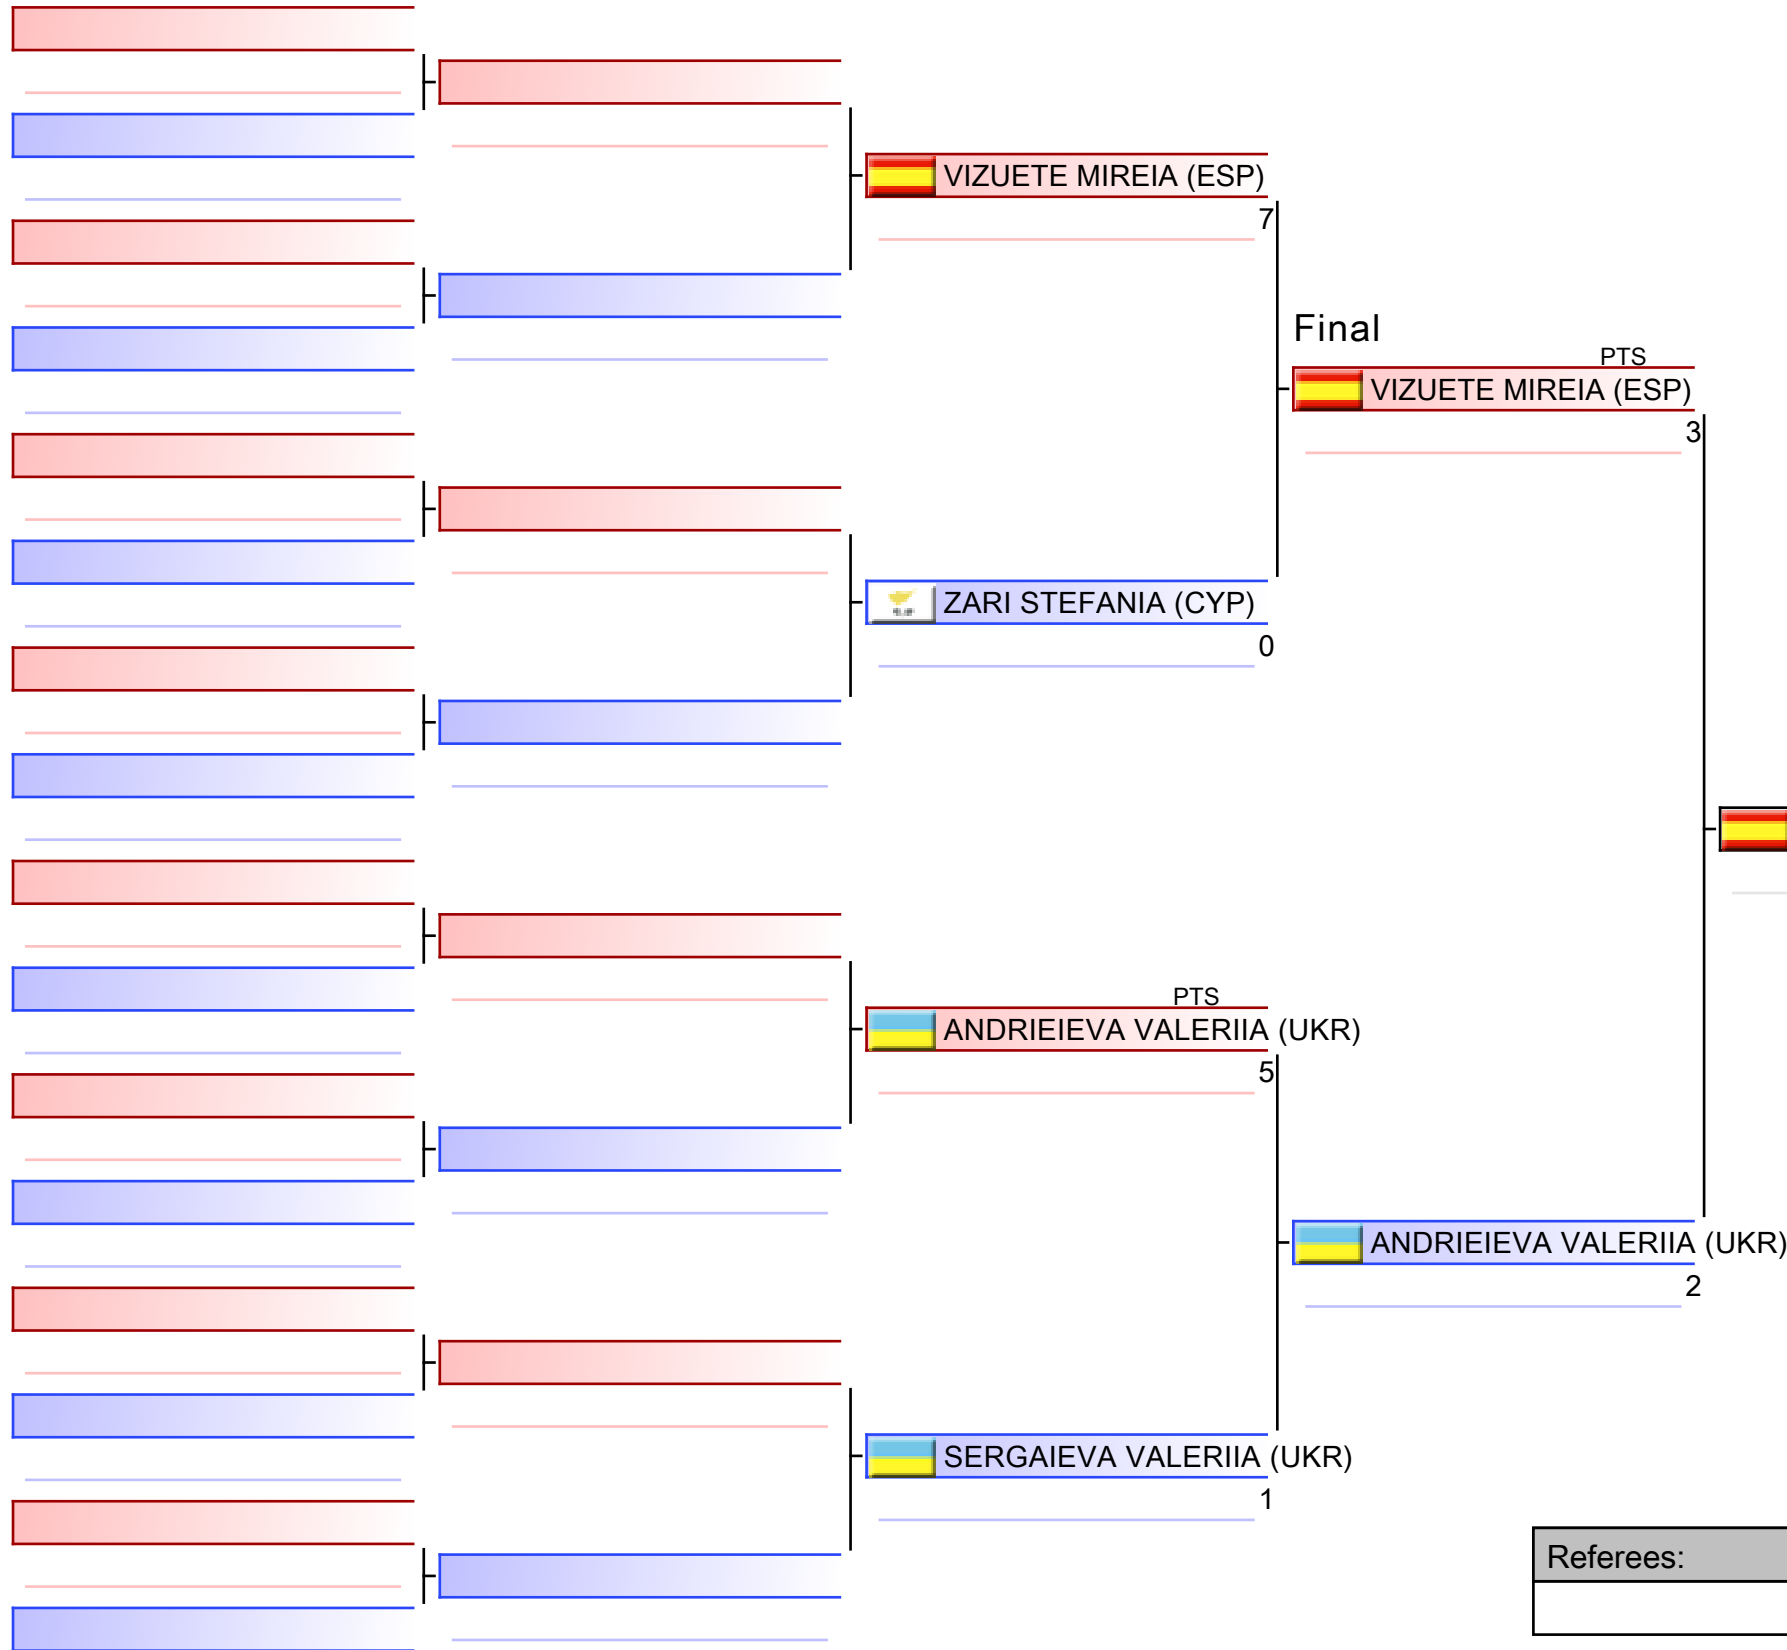 VIZUETE MIREIA (ESP)
7
Final
PTS
VIZUETE MIREIA (ESP)
3
ZARI STEFANIA (CYP)
0
PTS
ANDRIEIEVA VALERIIA (UKR)
5
ANDRIEIEVA VALERIIA (UKR)
2
SERGAIEVA VALERIIA (UKR)
1
Referees: